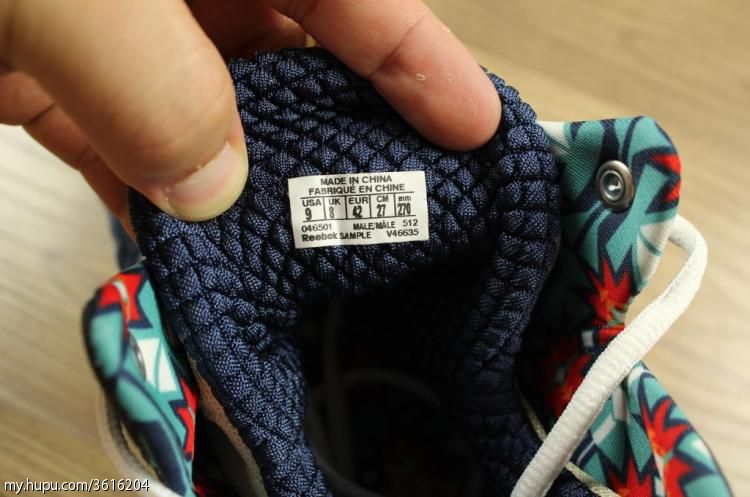 MADE IN CHINA
FABRIQUÉ EN CHINE
USA UK EUR CM mm
9 8 42 27 270
046501 MALE/MÂLE 512
Reebok SAMPLE V46635
my.hupu.com/3616204